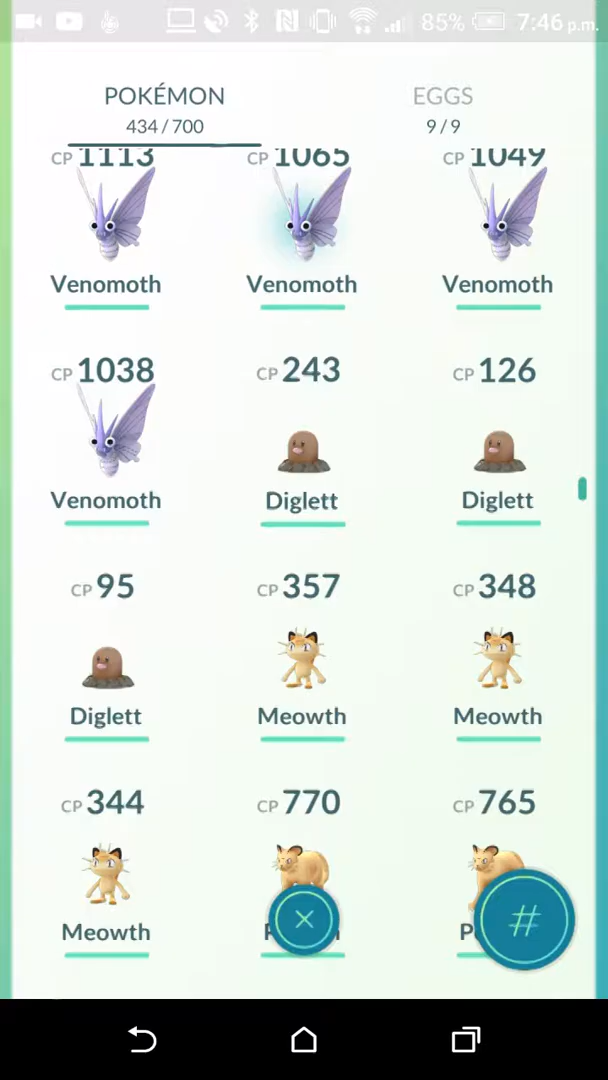 85% 7:46 p.m.
POKÉMON EGGS
434 / 700 9 / 9
CP 1113 CP 1065 CP 1049
Venomoth Venomoth Venomoth
CP 1038 CP 243 CP 126
Venomoth Diglett Diglett
CP 95 CP 357 CP 348
Diglett Meowth Meowth
CP 344 CP 770 CP 765
#
Meowth